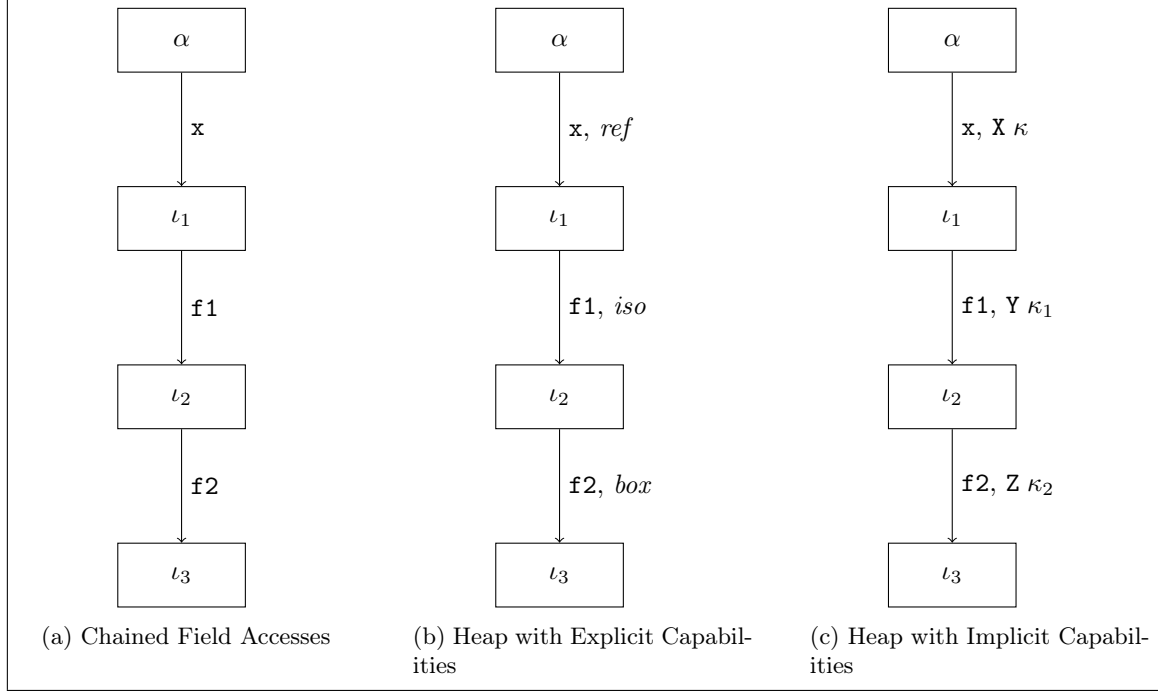 α
x
ι₁
f1
ι₂
f2
ι₃
(a) Chained Field Accesses
α
x, ref
ι₁
f1, iso
ι₂
f2, box
ι₃
(b) Heap with Explicit Capabil-
ities
α
x, X κ
ι₁
f1, Y κ₁
ι₂
f2, Z κ₂
ι₃
(c) Heap with Implicit Capabil-
ities